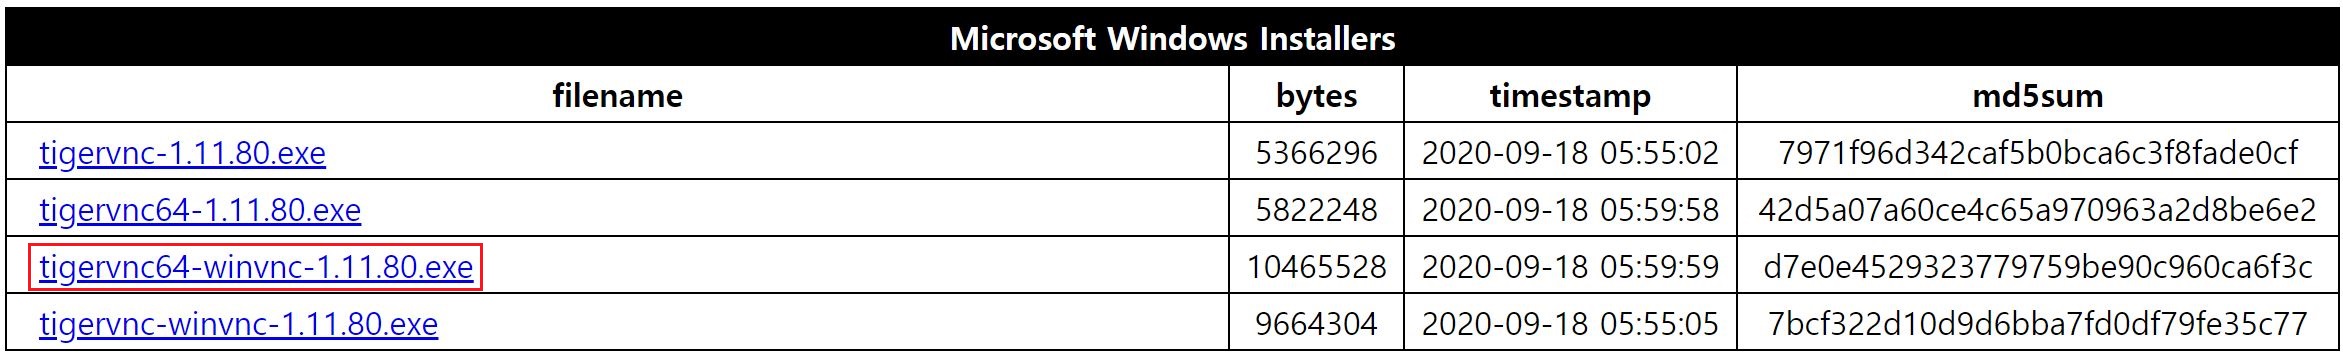 Microsoft Windows Installers
filename bytes timestamp md5sum
tigervnc-1.11.80.exe 5366296 2020-09-18 05:55:02 7971f96d342caf5b0bca6c3f8fade0cf
tigervnc64-1.11.80.exe 5822248 2020-09-18 05:59:58 42d5a07a60ce4c65a970963a2d8be6e2
tigervnc64-winvnc-1.11.80.exe 10465528 2020-09-18 05:59:59 d7e0e4529323779759be90c960ca6f3c
tigervnc-winvnc-1.11.80.exe 9664304 2020-09-18 05:55:05 7bcf322d10d9d6bba7fd0df79fe35c77